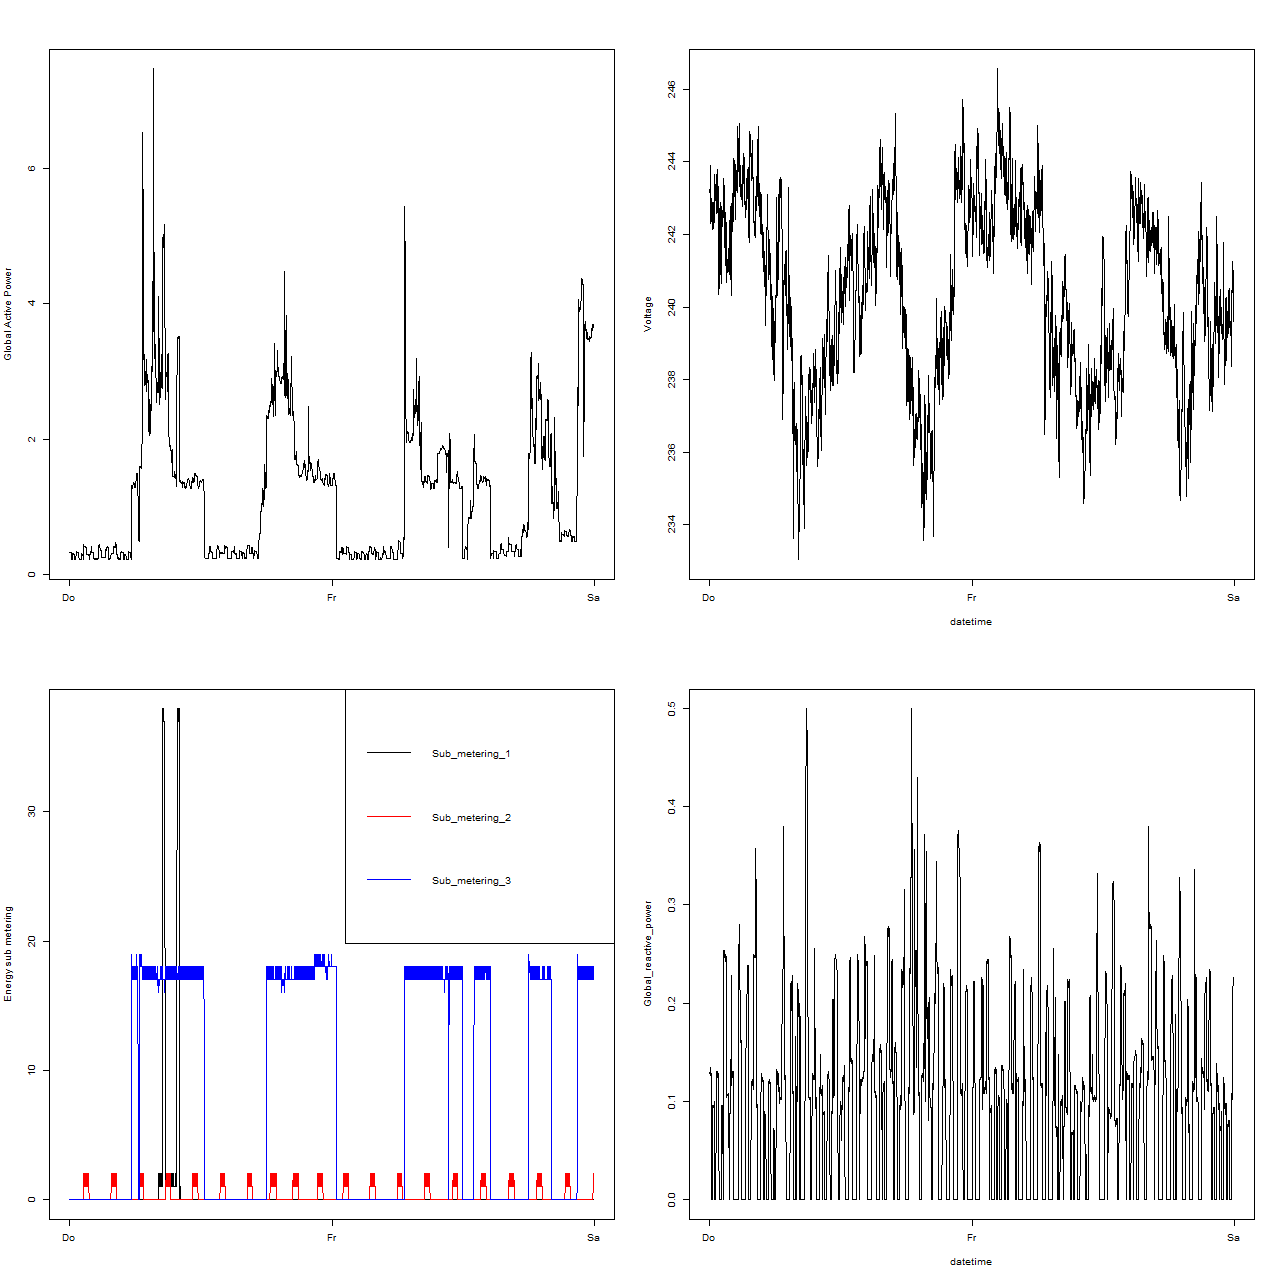 Global Active Power
6
4
2
0
Do Fr Sa
Voltage
246
244
242
240
238
236
234
Do Fr Sa
datetime
Energy sub metering
30
20
10
0
Sub_metering_1
Sub_metering_2
Sub_metering_3
Do Fr Sa
Global_reactive_power
0.5
0.4
0.3
0.2
0.1
0.0
Do Fr Sa
datetime